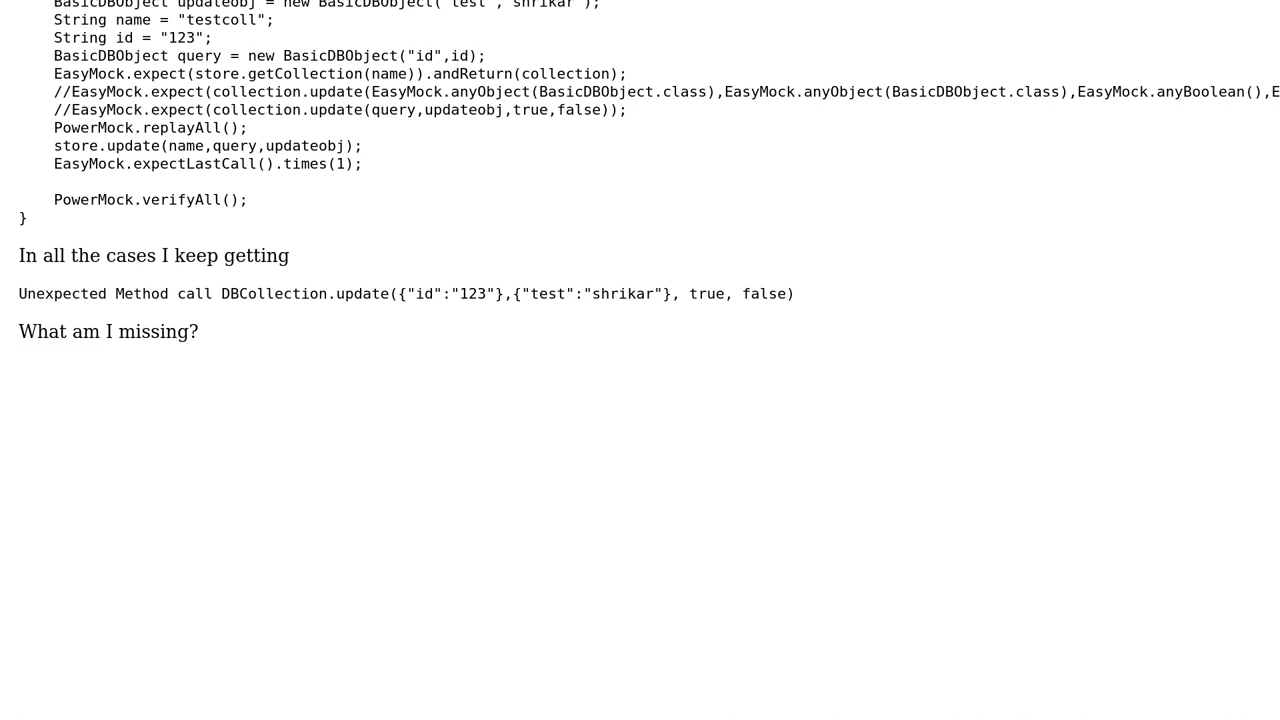 BasicDBObject updateobj = new BasicDBObject("test","shrikar");
String name = "testcoll";
String id = "123";
BasicDBObject query = new BasicDBObject("id",id);
EasyMock.expect(store.getCollection(name)).andReturn(collection);
//EasyMock.expect(collection.update(EasyMock.anyObject(BasicDBObject.class),EasyMock.anyObject(BasicDBObject.class),EasyMock.anyBoolean(),E
//EasyMock.expect(collection.update(query,updateobj,true,false));
PowerMock.replayAll();
store.update(name,query,updateobj);
EasyMock.expectLastCall().times(1);
PowerMock.verifyAll();
}
In all the cases I keep getting
Unexpected Method call DBCollection.update({"id":"123"},{"test":"shrikar"}, true, false)
What am I missing?